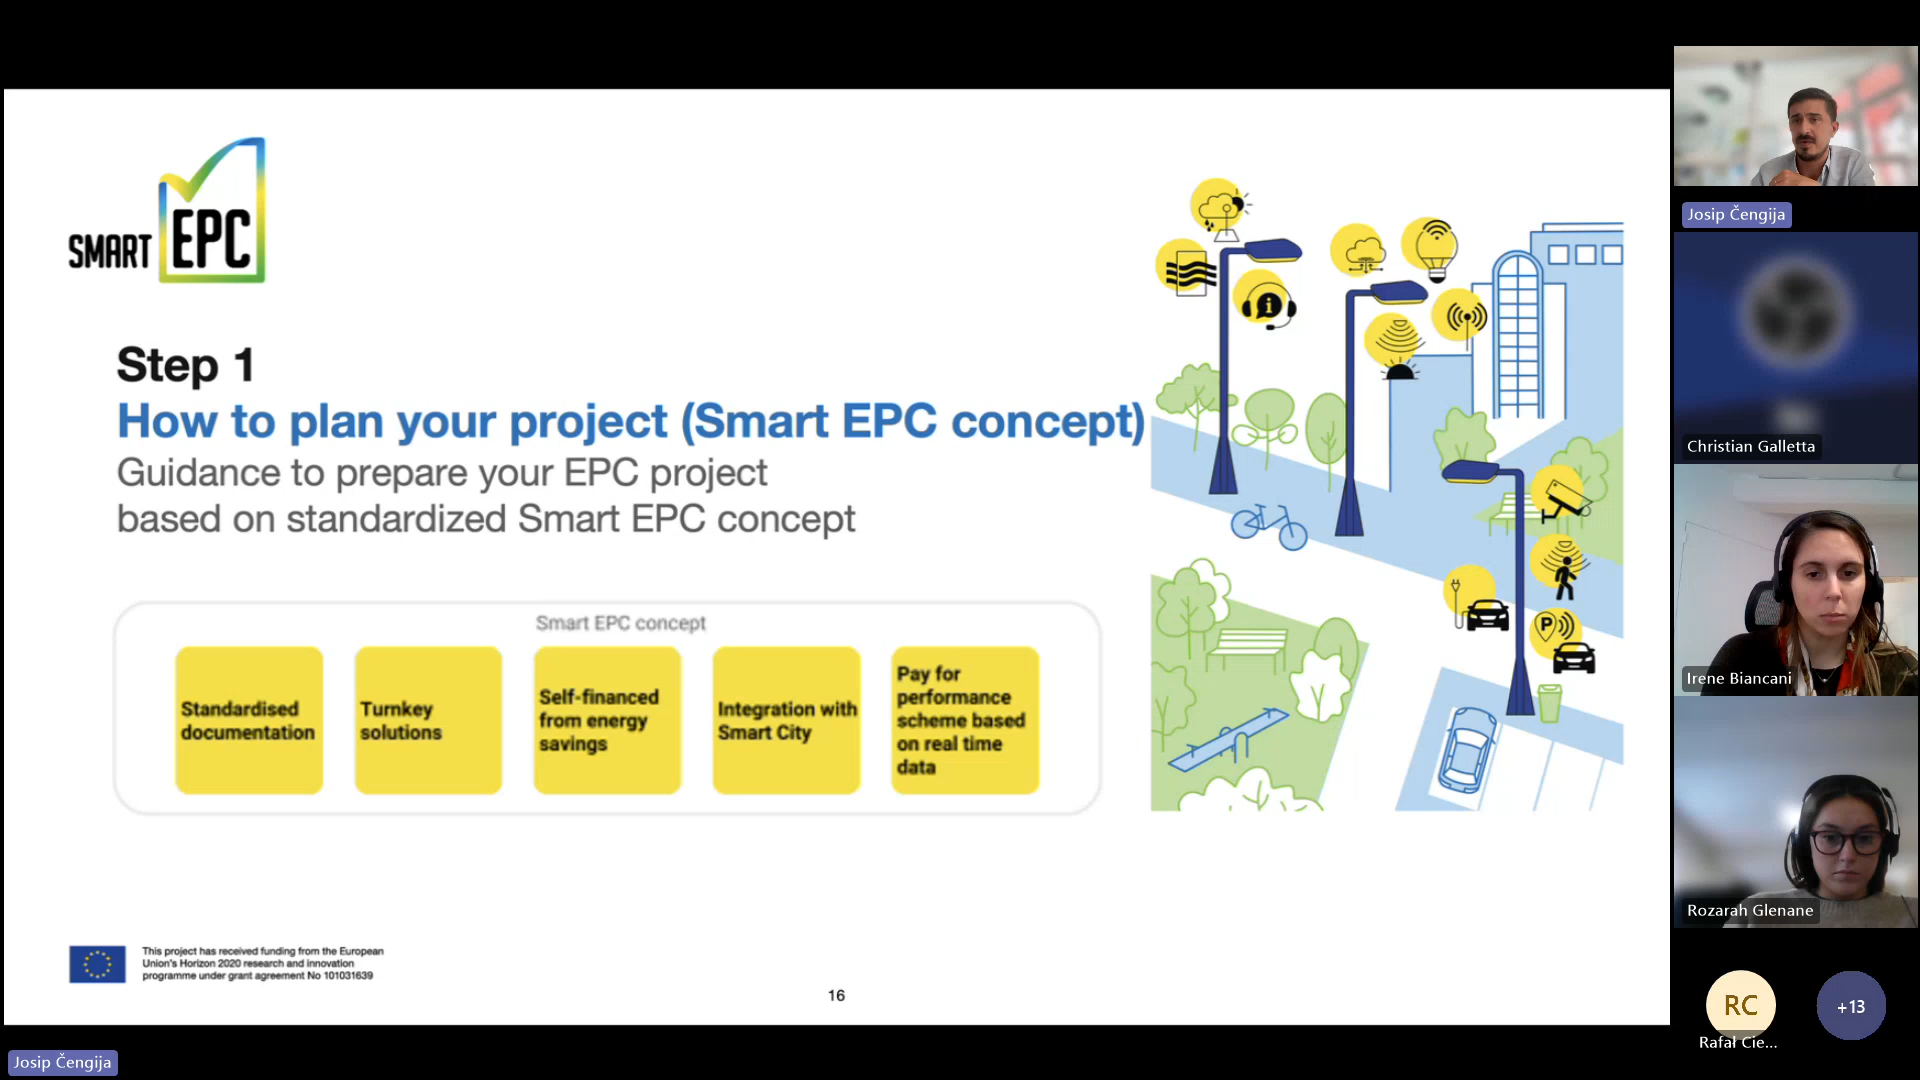 SMART EPC
Step 1
How to plan your project (Smart EPC concept)
Guidance to prepare your EPC project
based on standardized Smart EPC concept
Smart EPC concept
Standardised
documentation
Turnkey
solutions
Self-financed
from energy
savings
Integration with
Smart City
Pay for
performance
scheme based
on real time
data
P
This project has received funding from the European
Union's Horizon 2020 research and innovation
programme under grant agreement No 101031639
16
Josip Čengija
Josip Čengija
Christian Galletta
Irene Biancani
Rozarah Glenane
RC
Rafał Cie...
+13